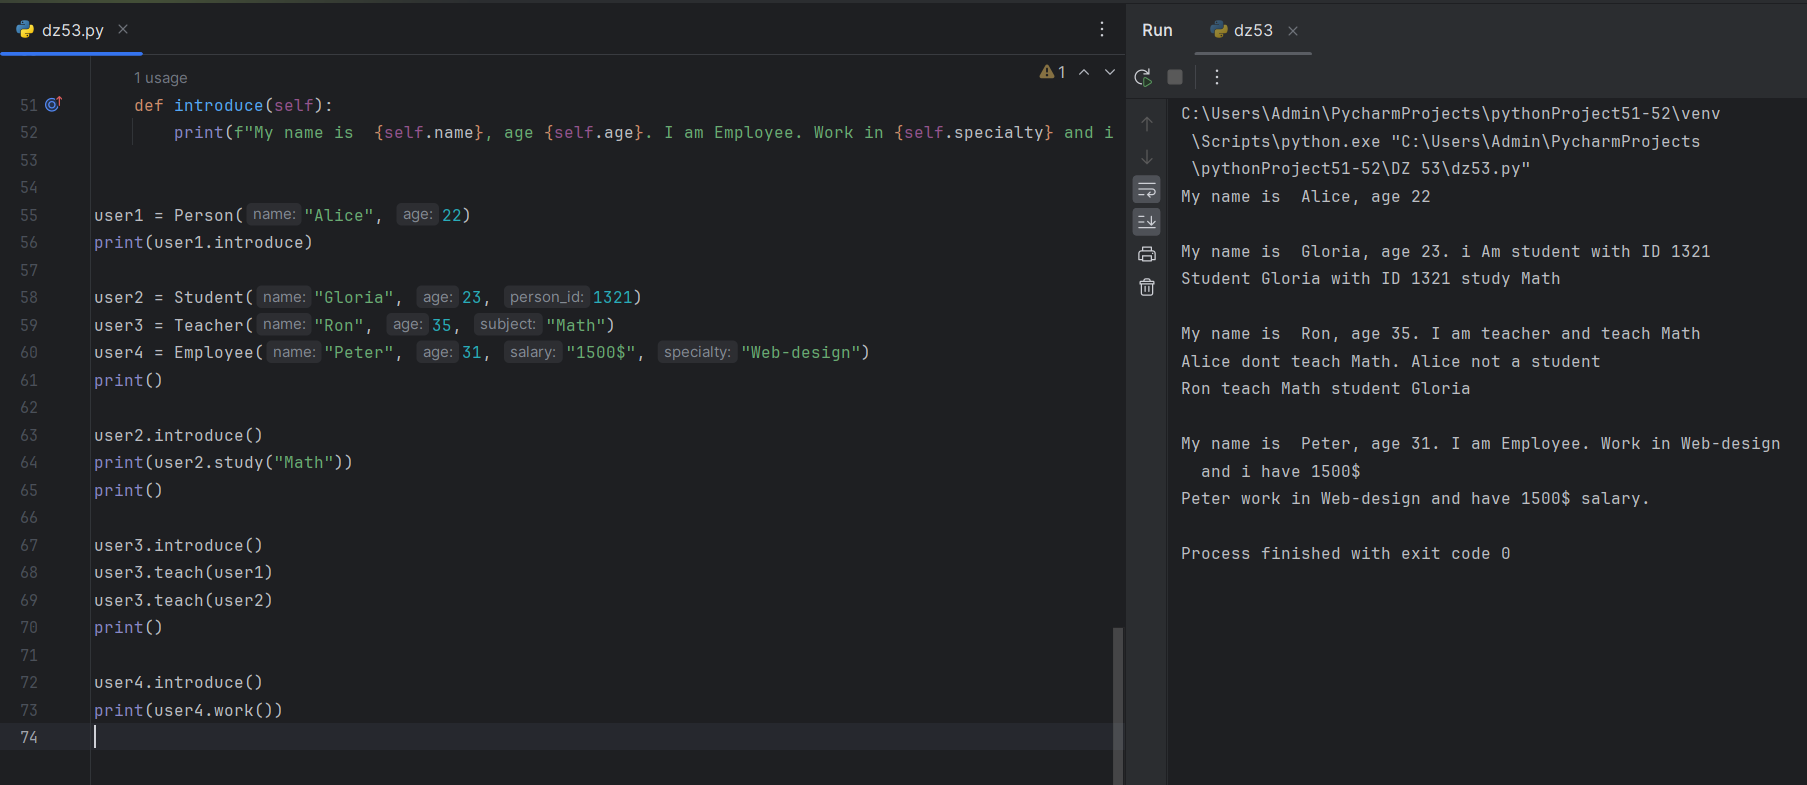 dz53.py
1 usage
1
51 def introduce(self):
52 print(f"My name is  {self.name}, age {self.age}. I am Employee. Work in {self.specialty} and i
53
54
55 user1 = Person( name: "Alice", age: 22)
56 print(user1.introduce)
57
58 user2 = Student( name: "Gloria", age: 23, person_id: 1321)
59 user3 = Teacher( name: "Ron", age: 35, subject: "Math")
60 user4 = Employee( name: "Peter", age: 31, salary: "1500$", specialty: "Web-design")
61 print()
62
63 user2.introduce()
64 print(user2.study("Math"))
65 print()
66
67 user3.introduce()
68 user3.teach(user1)
69 user3.teach(user2)
70 print()
71
72 user4.introduce()
73 print(user4.work())
74
Run dz53
C:\Users\Admin\PycharmProjects\pythonProject51-52\venv
\Scripts\python.exe "C:\Users\Admin\PycharmProjects
\pythonProject51-52\DZ 53\dz53.py"
My name is  Alice, age 22
My name is  Gloria, age 23. i Am student with ID 1321
Student Gloria with ID 1321 study Math
My name is  Ron, age 35. I am teacher and teach Math
Alice dont teach Math. Alice not a student
Ron teach Math student Gloria
My name is  Peter, age 31. I am Employee. Work in Web-design
and i have 1500$
Peter work in Web-design and have 1500$ salary.
Process finished with exit code 0